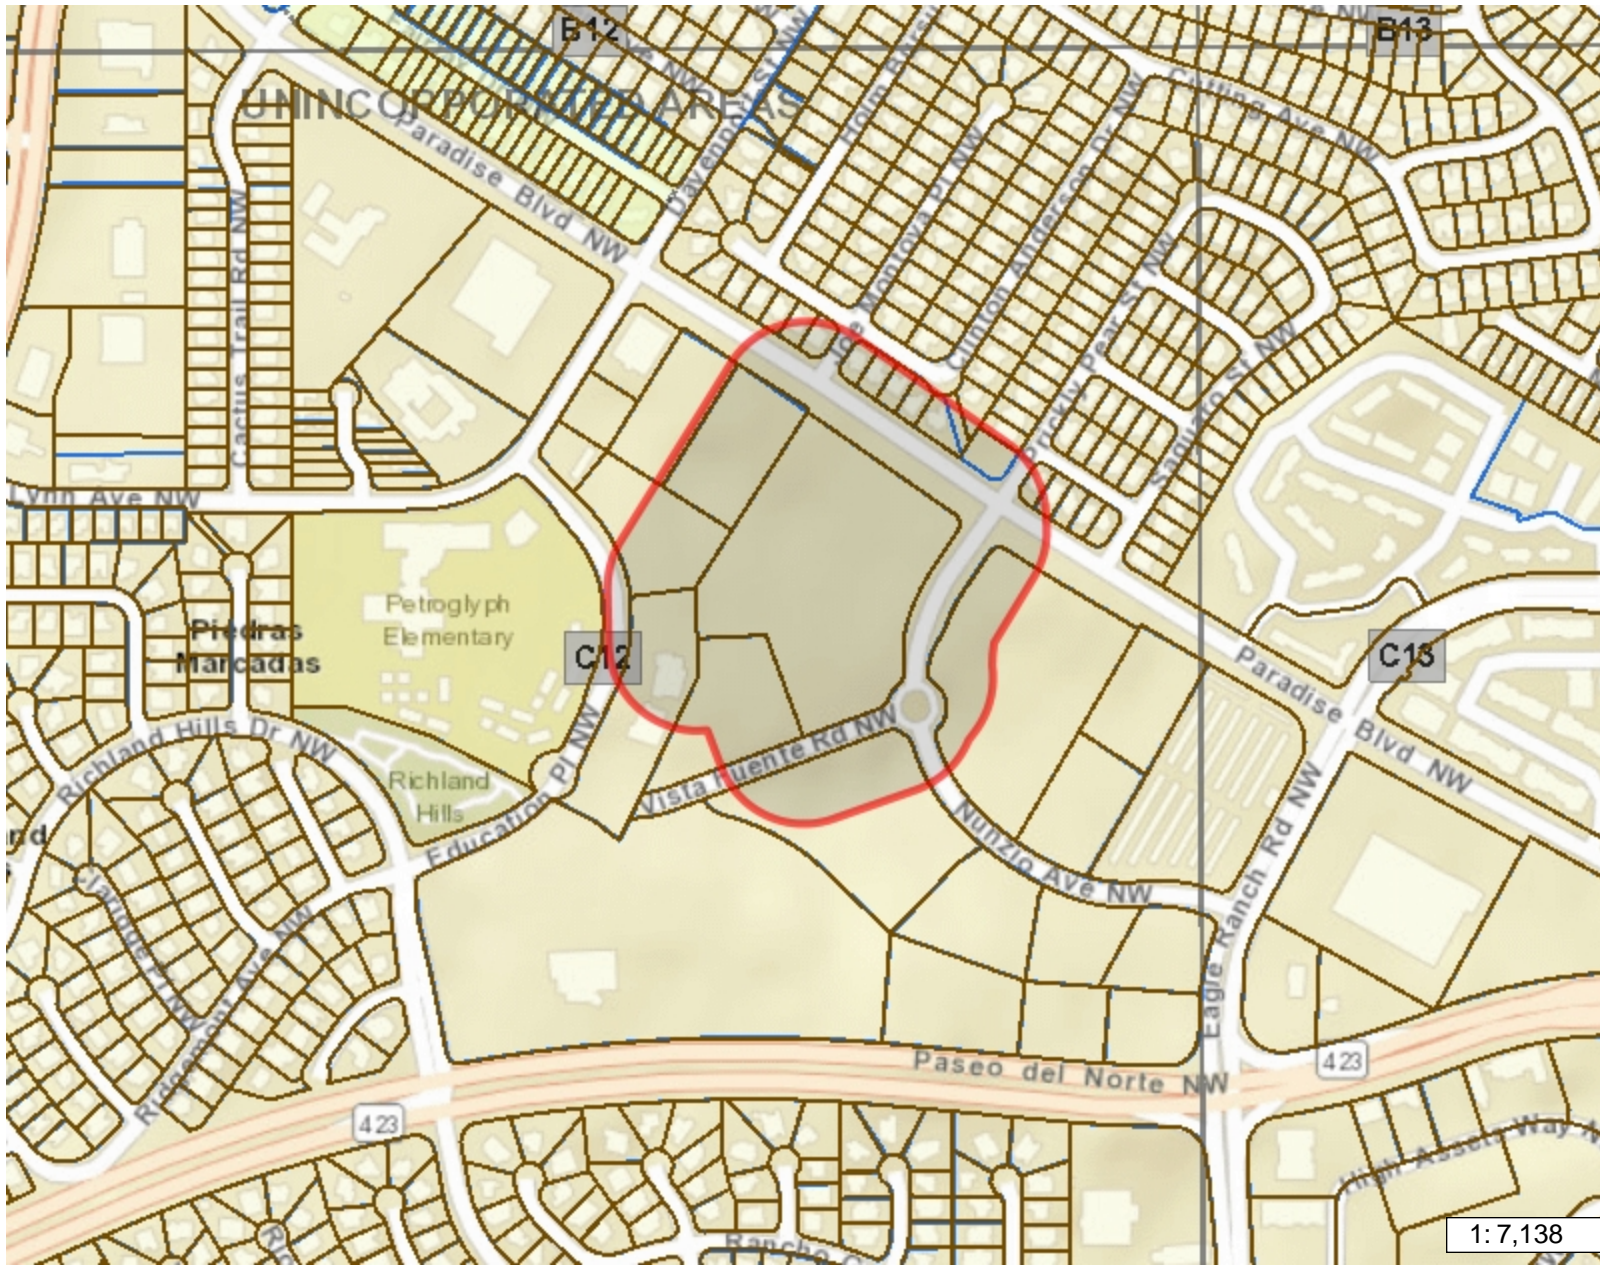 B12
B13
UNINCORPORATED AREAS
Paradise Blvd NW
Cutting Ave NW
Joe Montoya Pl NW
Clinton Anderson Dr NW
Prickly Pear St NW
Saguaro St NW
Cactus Trail Rd NW
Lynn Ave NW
Petroglyph
Elementary
Piedras
Marcadas
C12
C13
Paradise Blvd NW
Richland Hills Dr NW
Richland
Hills
Education Pl NW
Vista Fuente Rd NW
Nunzio Ave NW
Eagle Ranch Rd NW
Claridge Pl NW
Ridgemont Ave NW
Paseo del Norte NW
423
423
High Assets Way
Rancho
1: 7,138